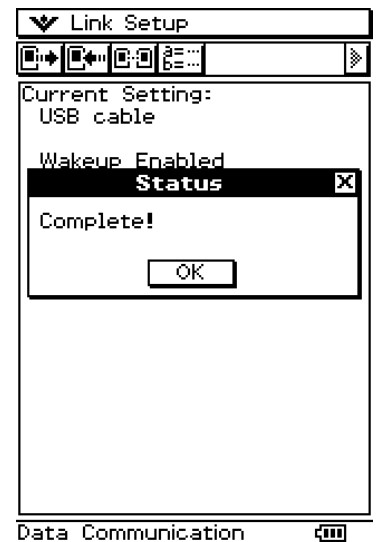 Link Setup
Current Setting:
USB cable
Wakeup Enabled
Status
Complete!
OK
Data Communication